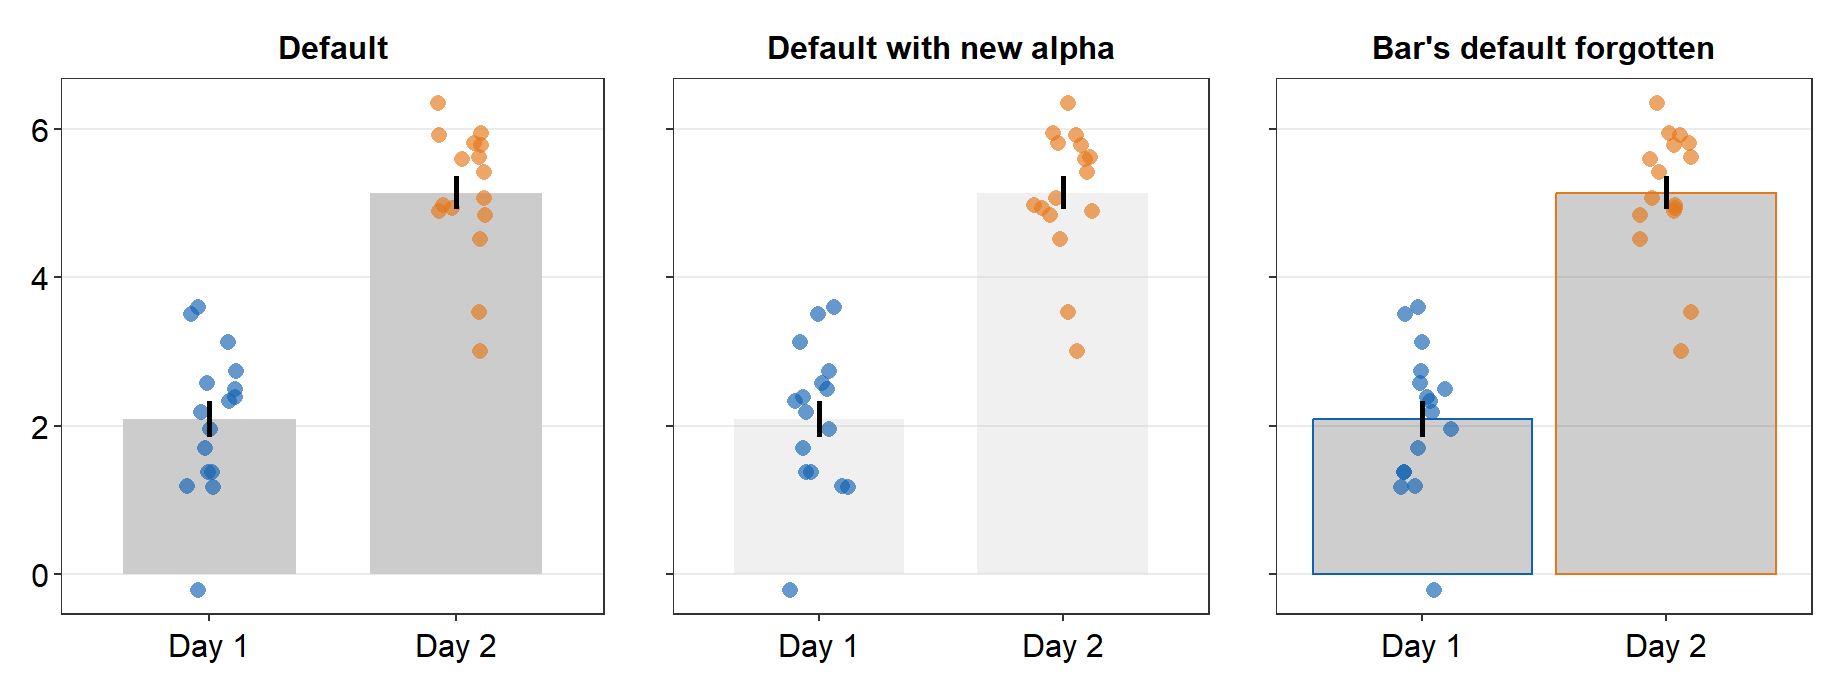 Default
Default with new alpha
Bar's default forgotten
6
4
2
0
Day 1
Day 2
Day 1
Day 2
Day 1
Day 2